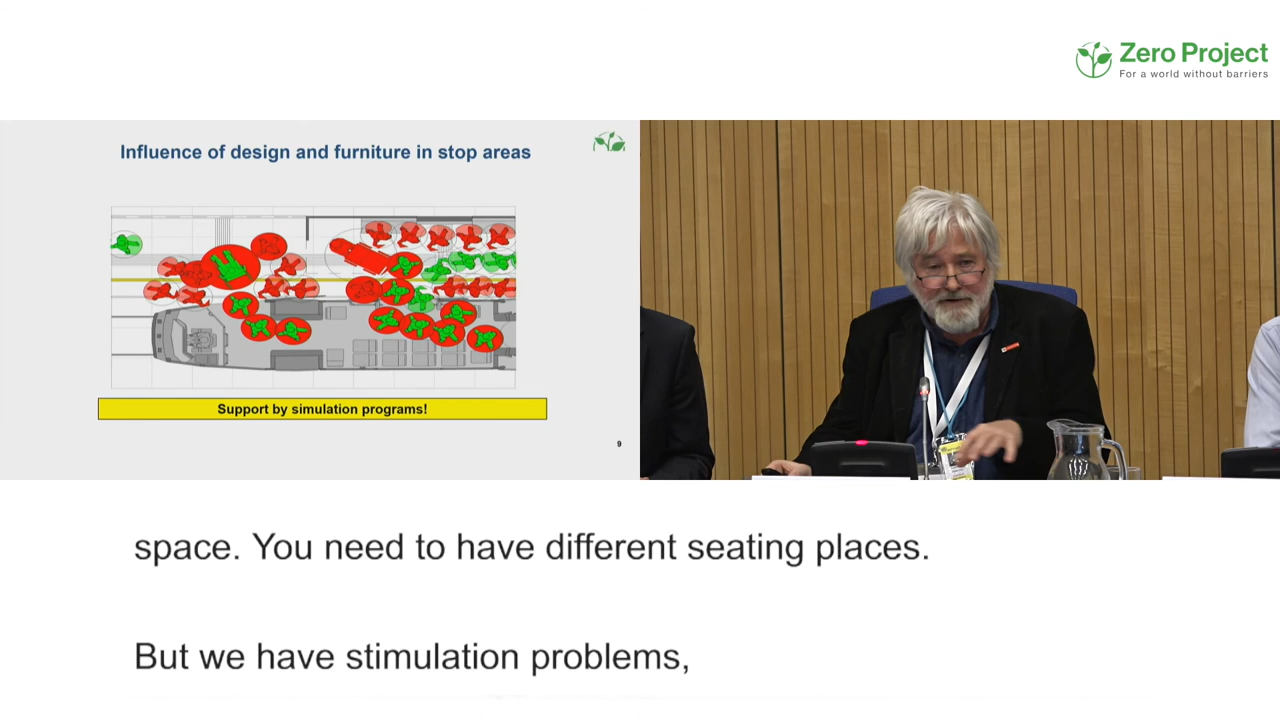 Zero Project
For a world without barriers
Influence of design and furniture in stop areas
Support by simulation programs!
9
space. You need to have different seating places.
But we have stimulation problems,